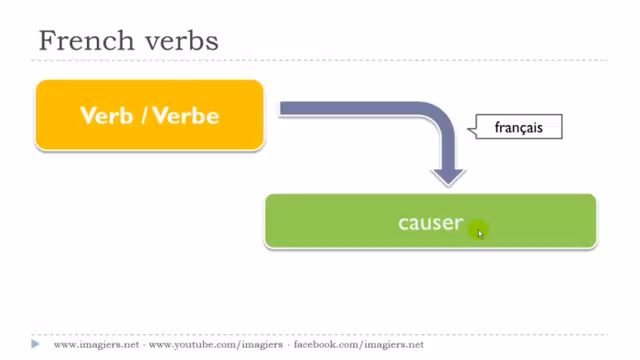 French verbs
Verb / Verbe
français
causer
www.imagiers.net - www.youtube.com/imagiers - facebook.com/imagiers.net